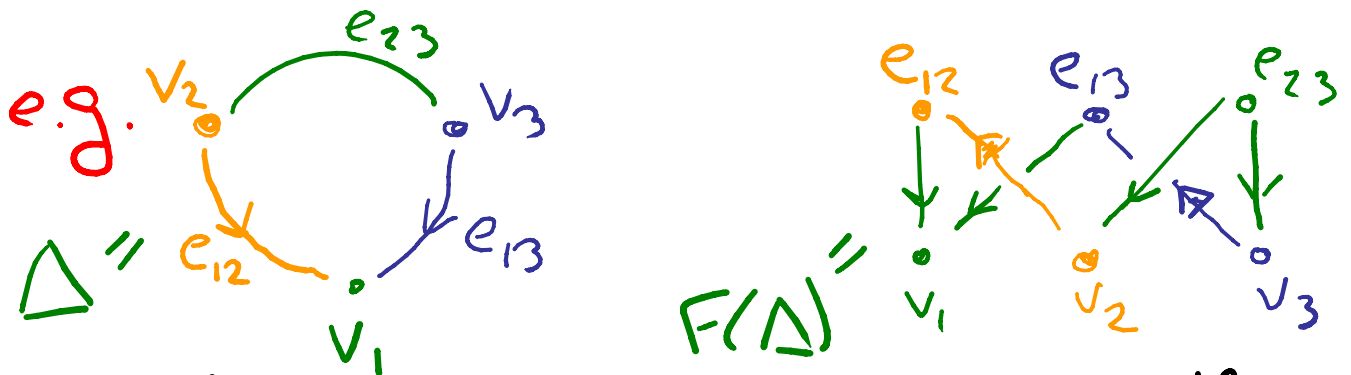 e.g.
e₂₃
v₂
v₃
e₁₂
e₁₃
Δ =
v₁
e₁₂ e₁₃ e₂₃
F(Δ) =
v₁ v₂ v₃